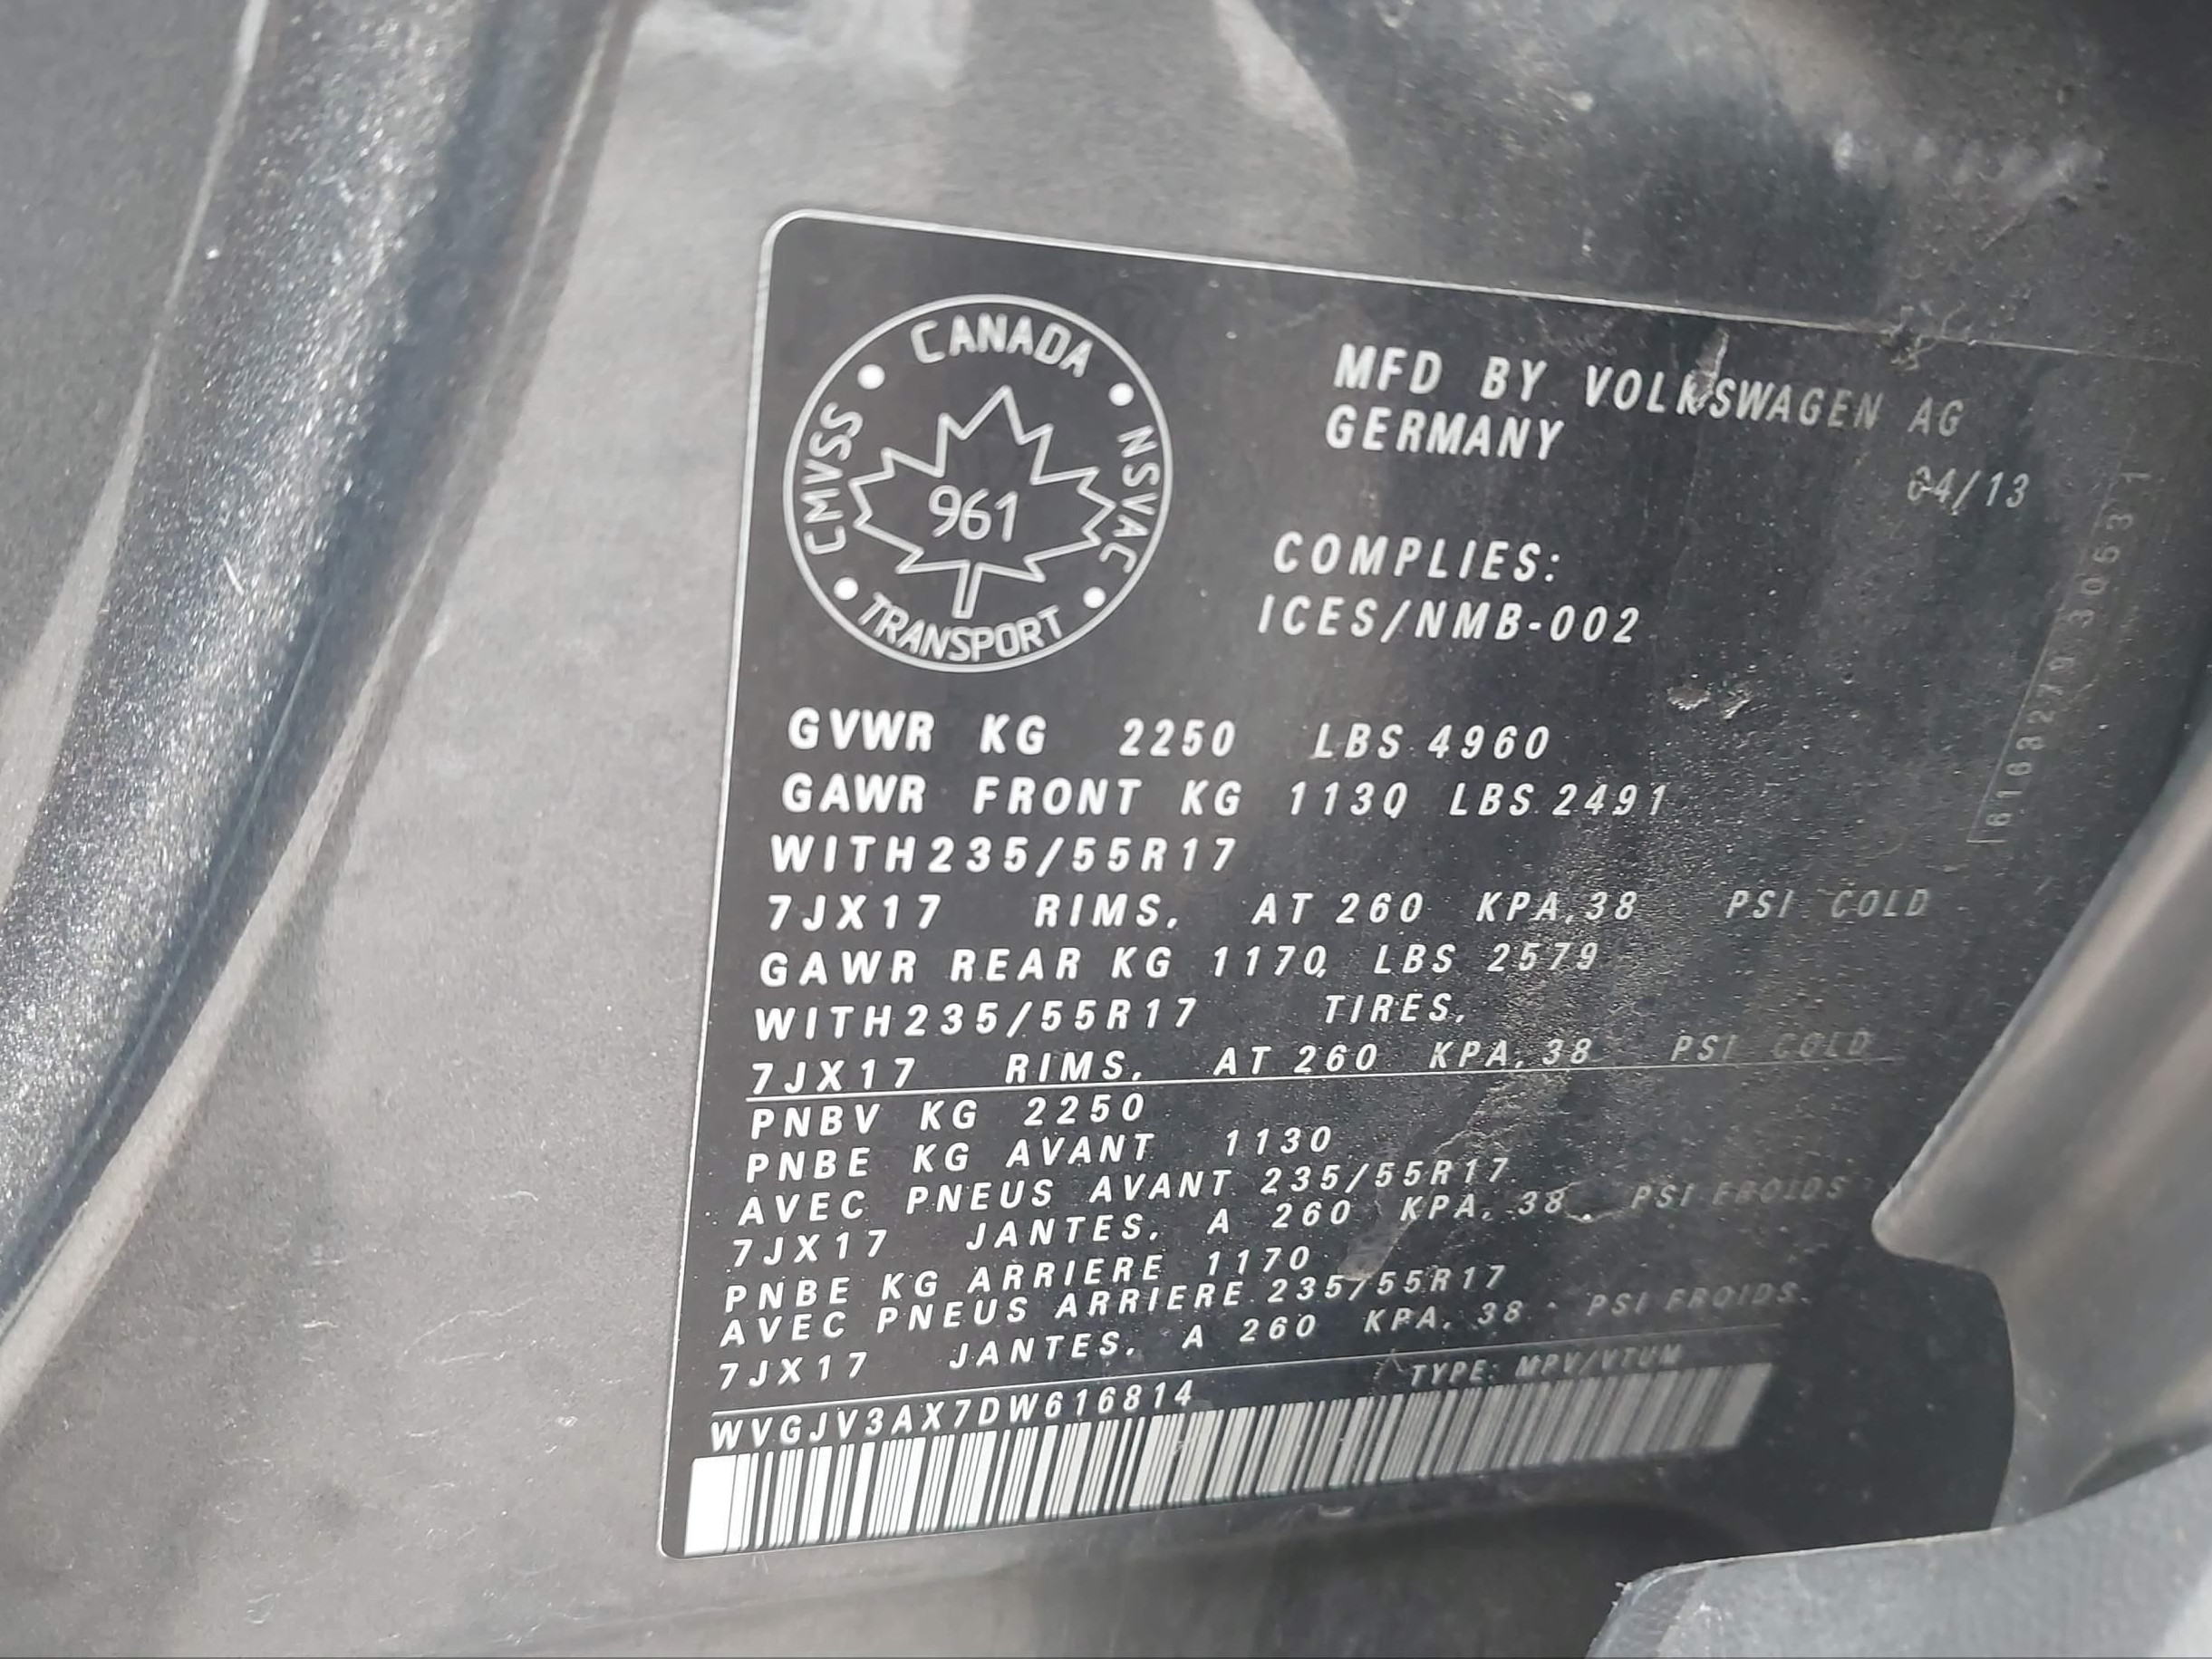 CANADA
CMVSS
NSVAC
961
TRANSPORT
MFD BY VOLKSWAGEN AG
GERMANY
04/13
COMPLIES:
ICES/NMB-002
GVWR KG 2250 LBS 4960
GAWR FRONT KG 1130 LBS 2491
WITH235/55R17
7JX17 RIMS, AT 260 KPA,38 PSI COLD
GAWR REAR KG 1170, LBS 2579
WITH235/55R17 TIRES,
7JX17 RIMS, AT 260 KPA,38 PSI COLD
PNBV KG 2250
PNBE KG AVANT 1130
AVEC PNEUS AVANT 235/55R17
7JX17 JANTES, A 260 KPA, 38 PSI FROIDS
PNBE KG ARRIERE 1170
AVEC PNEUS ARRIERE 235/55R17
7JX17 JANTES, A 260 KPA, 38 PSI FROIDS.
TYPE: MPV/VTUM
WVGJV3AX7DW616814